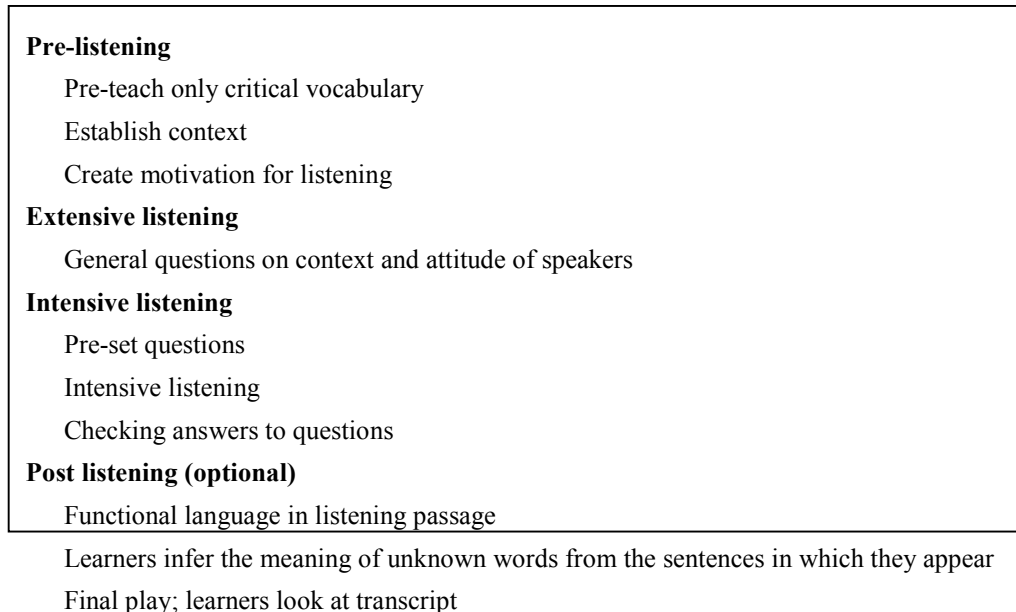 Pre-listening
Pre-teach only critical vocabulary
Establish context
Create motivation for listening
Extensive listening
General questions on context and attitude of speakers
Intensive listening
Pre-set questions
Intensive listening
Checking answers to questions
Post listening (optional)
Functional language in listening passage
Learners infer the meaning of unknown words from the sentences in which they appear
Final play; learners look at transcript